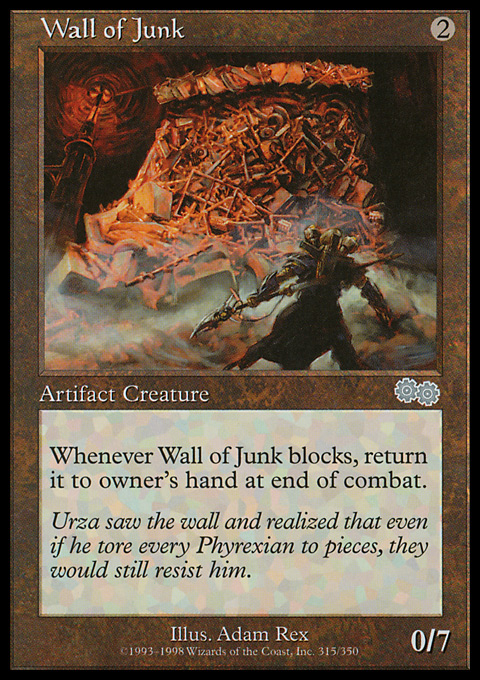 Wall of Junk 2
Artifact Creature
Whenever Wall of Junk blocks, return
it to owner's hand at end of combat.
Urza saw the wall and realized that even
if he tore every Phyrexian to pieces, they
would still resist him.
Illus. Adam Rex
©1993-1998 Wizards of the Coast, Inc. 315/350
0/7